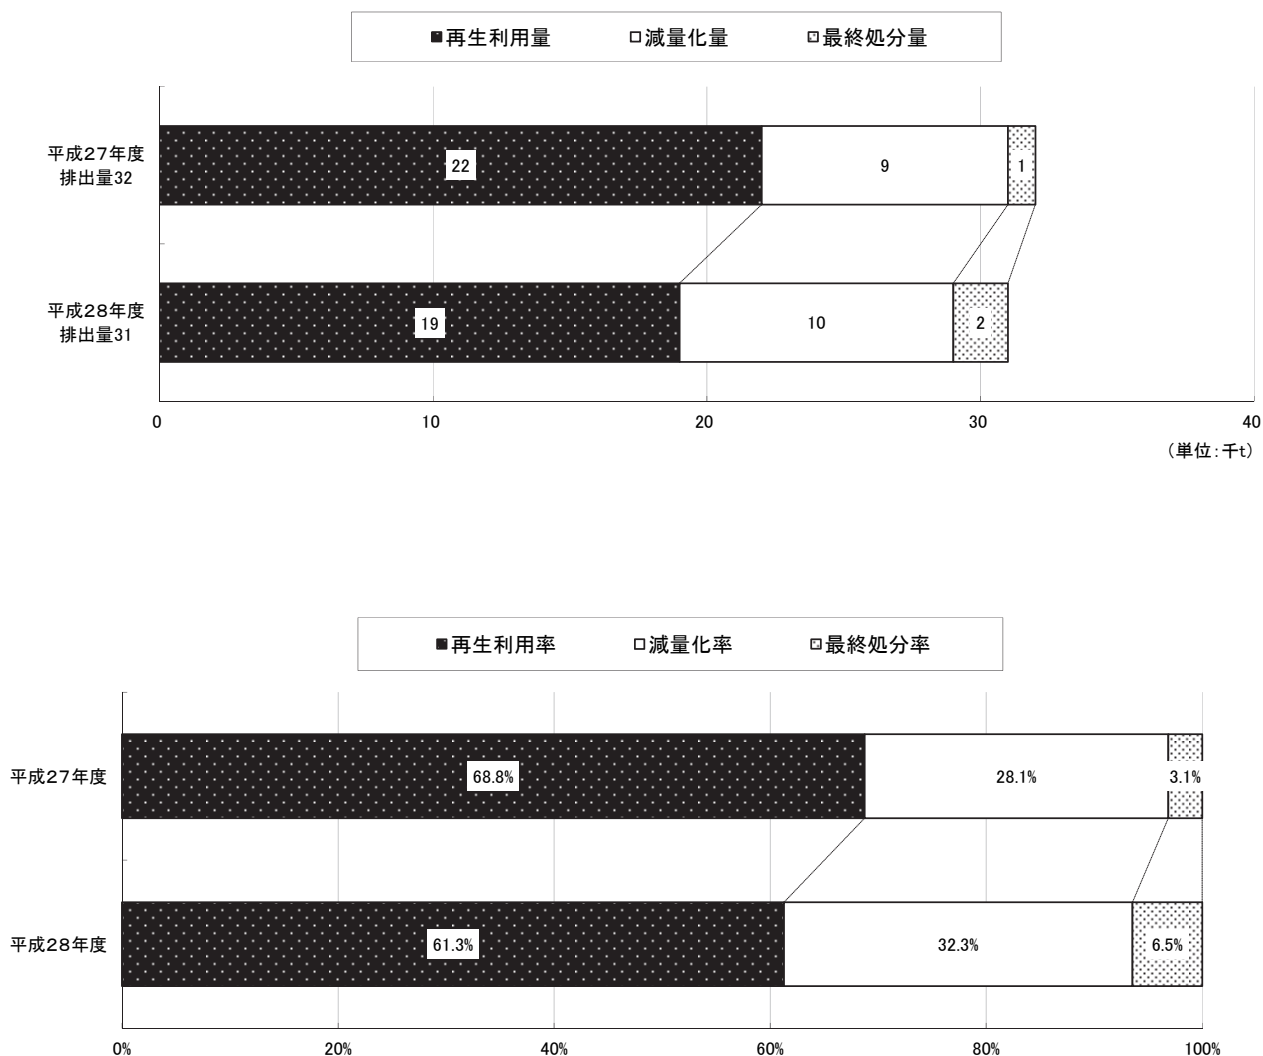 ■再生利用量 □減量化量 □最終処分量
平成27年度
排出量32
22 9 1
平成28年度
排出量31
19 10 2
0 10 20 30 40
(単位:千t)
■再生利用率 □減量化率 □最終処分率
平成27年度 68.8% 28.1% 3.1%
平成28年度 61.3% 32.3% 6.5%
0% 20% 40% 60% 80% 100%